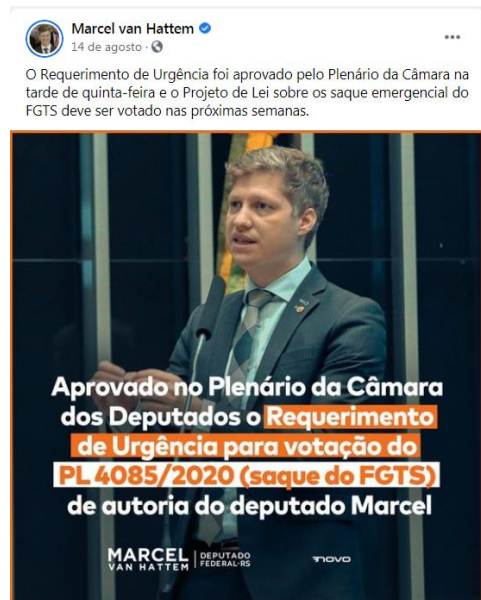 Marcel van Hattem
14 de agosto ·
O Requerimento de Urgência foi aprovado pelo Plenário da Câmara na
tarde de quinta-feira e o Projeto de Lei sobre os saque emergencial do
FGTS deve ser votado nas próximas semanas.
Aprovado no Plenário da Câmara
dos Deputados o Requerimento
de Urgência para votação do
PL 4085/2020 (saque do FGTS)
de autoria do deputado Marcel
MARCEL
VAN HATTEM
DEPUTADO
FEDERAL-RS
NOVO